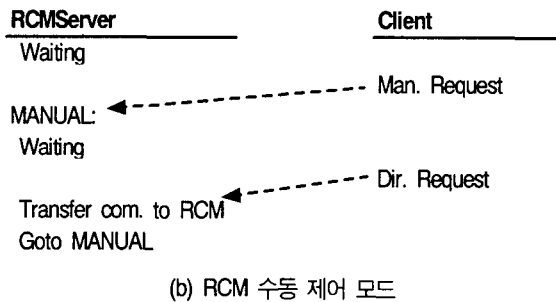 RCMServer Client
Waiting
Man. Request
MANUAL:
Waiting
Dir. Request
Transfer com. to RCM
Goto MANUAL
(b) RCM 수동 제어 모드